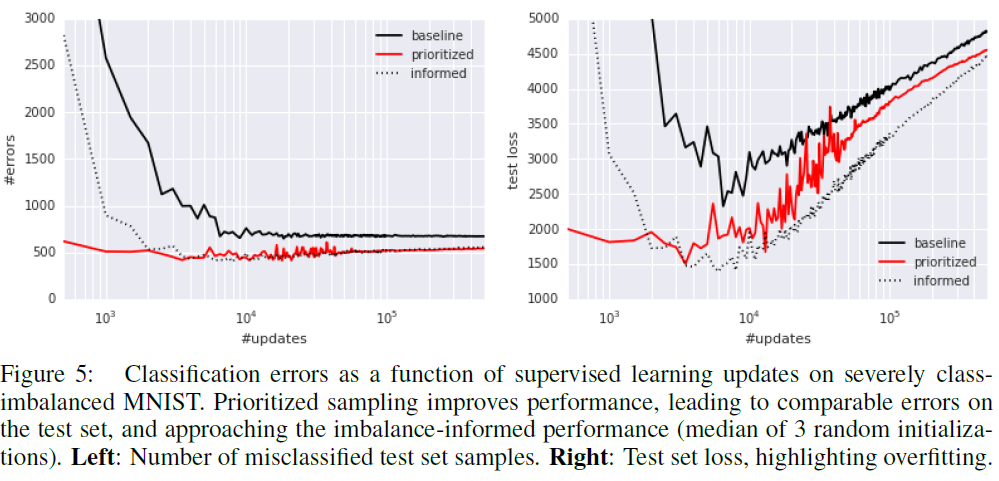 3000
2500
2000
1500
1000
500
0
#errors
10³
10⁴
10⁵
#updates
baseline
prioritized
informed
5000
4500
4000
3500
3000
2500
2000
1500
1000
test loss
10³
10⁴
10⁵
#updates
baseline
prioritized
informed
Figure 5: Classification errors as a function of supervised learning updates on severely class-
imbalanced MNIST. Prioritized sampling improves performance, leading to comparable errors on
the test set, and approaching the imbalance-informed performance (median of 3 random initializa-
tions). Left: Number of misclassified test set samples. Right: Test set loss, highlighting overfitting.